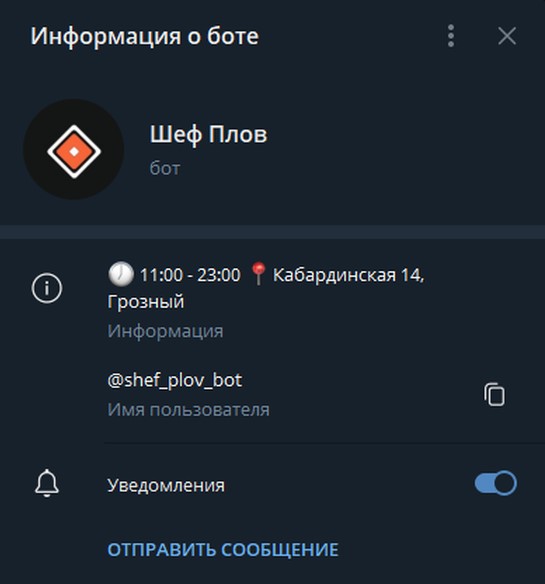 Информация о боте
Шеф Плов
бот
🕖 11:00 - 23:00 📍 Кабардинская 14,
Грозный
Информация
@shef_plov_bot
Имя пользователя
Уведомления
ОТПРАВИТЬ СООБЩЕНИЕ